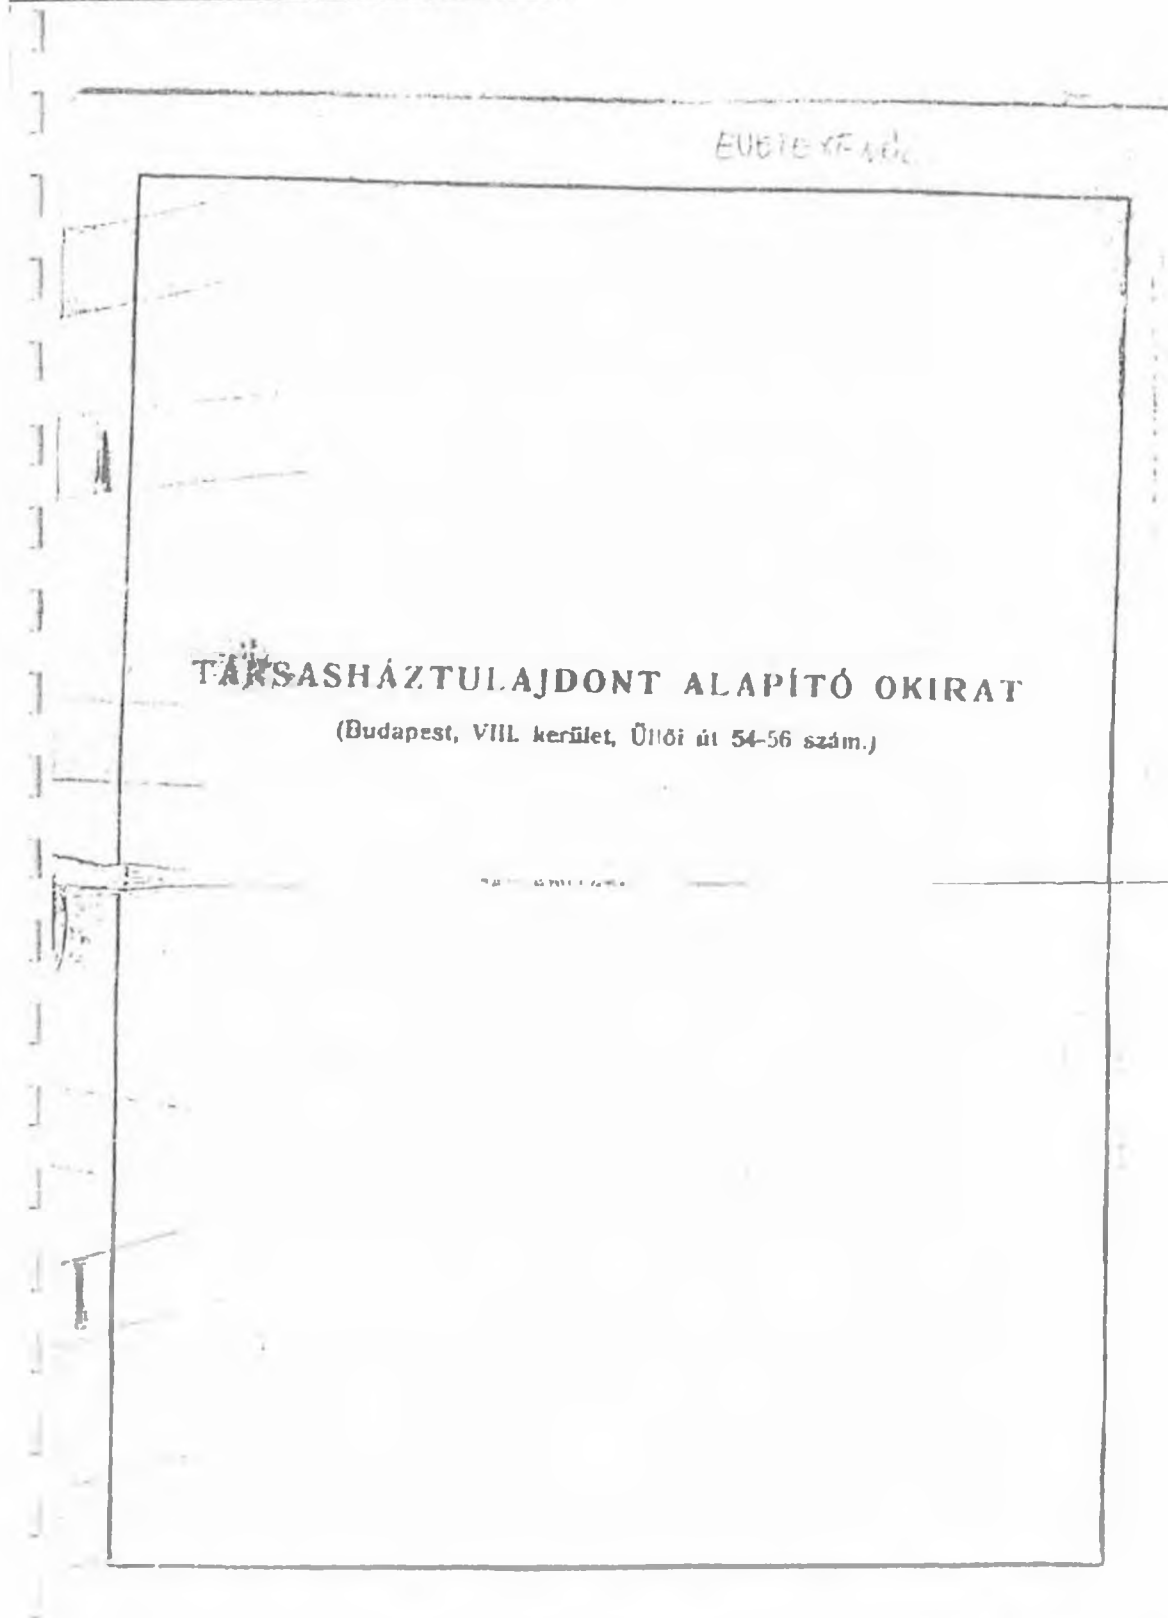 TÁRSASHÁZTULAJDONT ALAPÍTÓ OKIRAT
(Budapest, VIII. kerület, Üllői út 54-56 szám.)